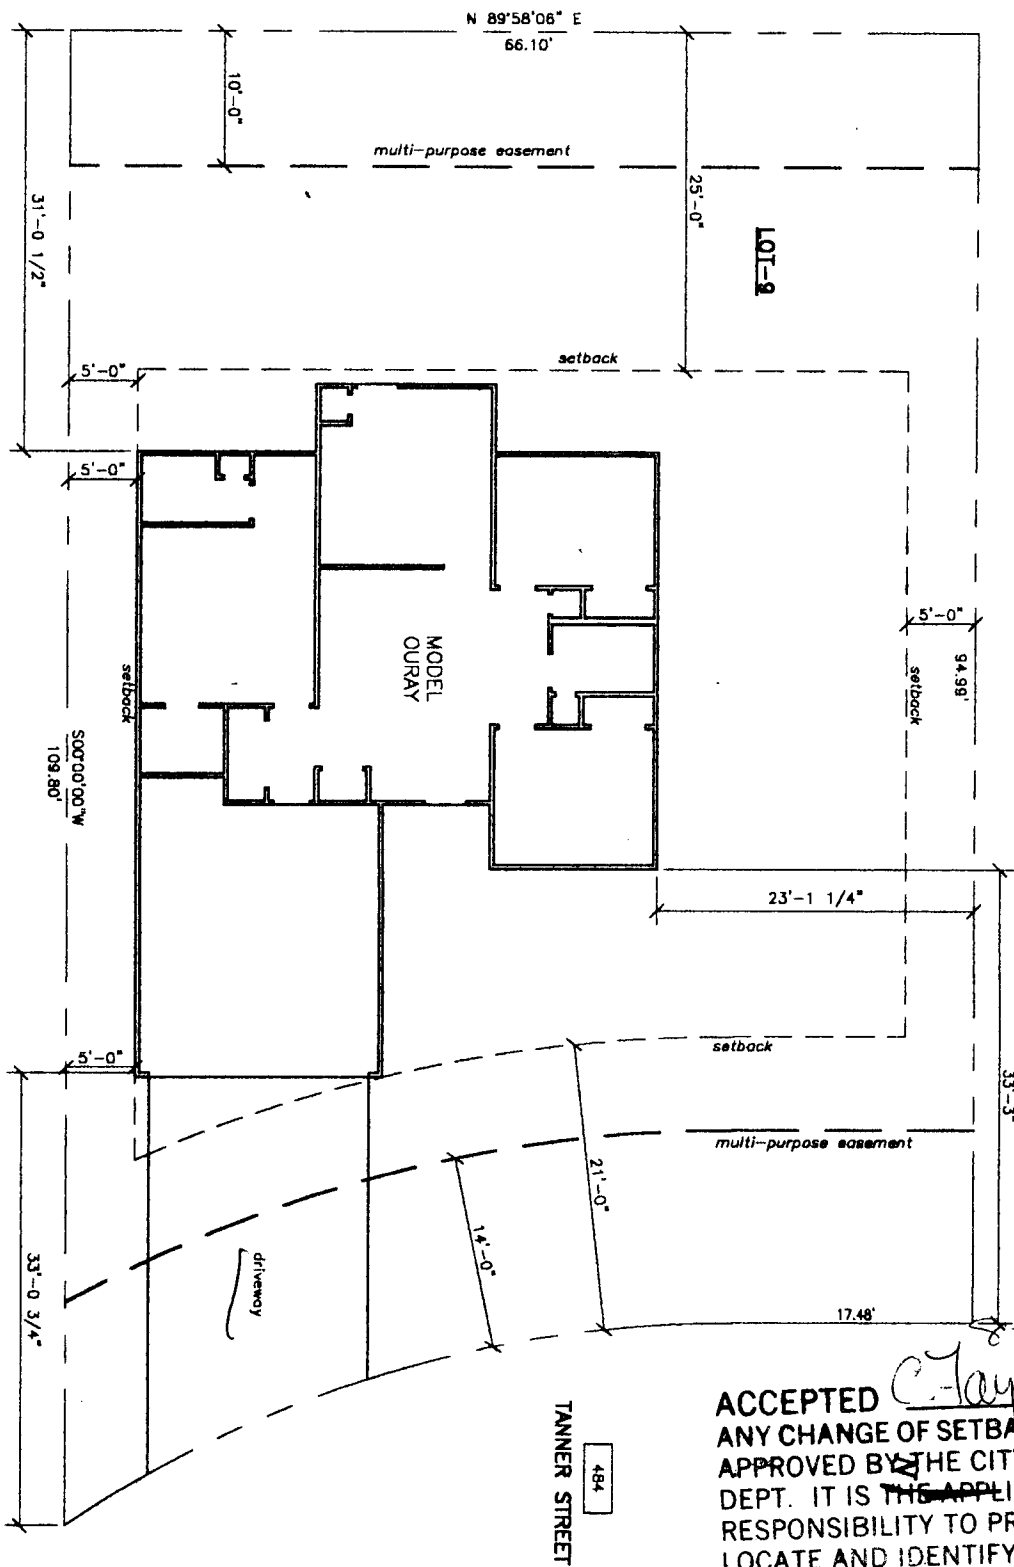 N 89°58'06" E
66.10'
10'-0"
multi-purpose easement
25'-0"
LOT-9
31'-0 1/2"
5'-0"
setback
5'-0"
MODEL
OURAY
5'-0"
94.99'
setback
setback
S00°00'00"W
109.80'
23'-1 1/4"
setback
33'-3"
5'-0"
multi-purpose easement
21'-0"
14'-0"
driveway
33'-0 3/4"
17.48'
ACCEPTED
ANY CHANGE OF SETBA
APPROVED BY THE CIT
DEPT. IT IS THE APPLI
RESPONSIBILITY TO PR
LOCATE AND IDENTIFY
484
TANNER STREET